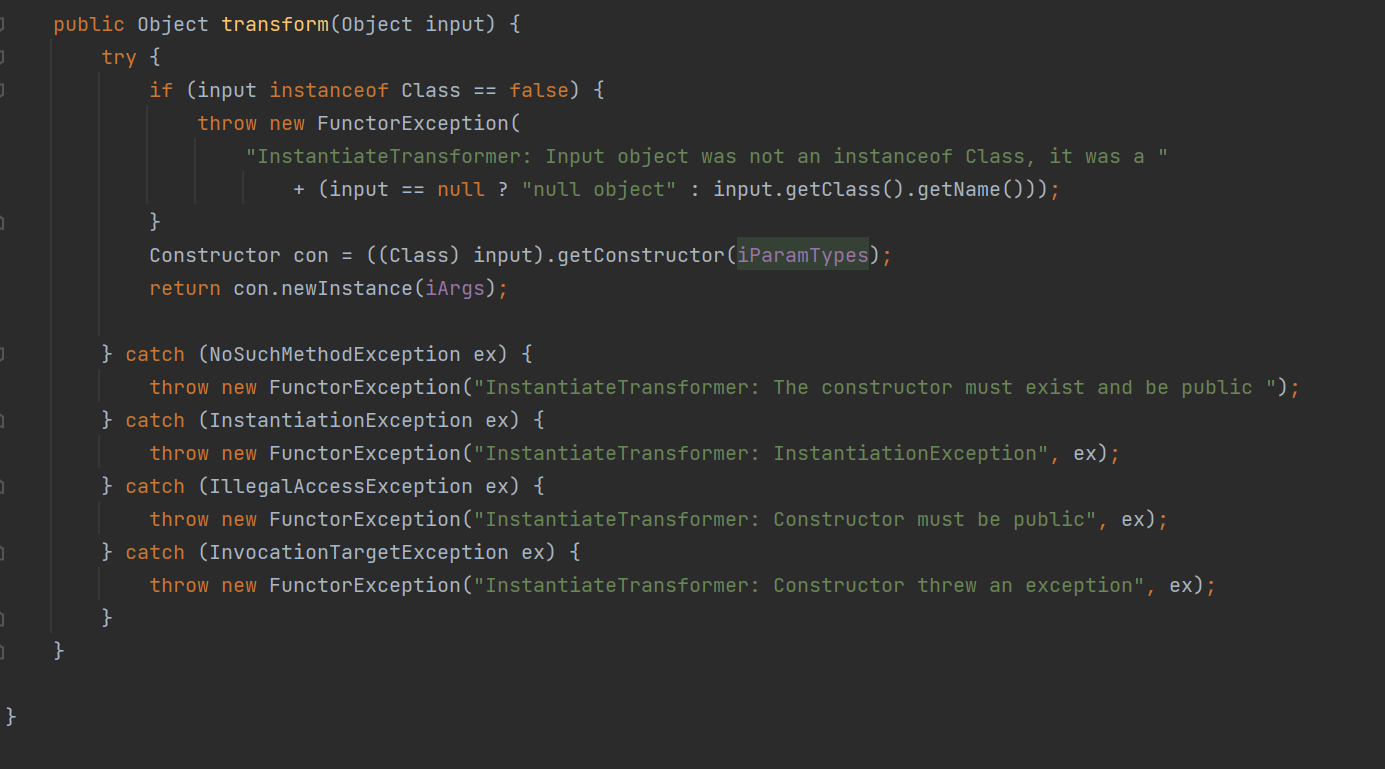 public Object transform(Object input) {
try {
if (input instanceof Class == false) {
throw new FunctorException(
"InstantiateTransformer: Input object was not an instanceof Class, it was a "
+ (input == null ? "null object" : input.getClass().getName()));
}
Constructor con = ((Class) input).getConstructor(iParamTypes);
return con.newInstance(iArgs);
} catch (NoSuchMethodException ex) {
throw new FunctorException("InstantiateTransformer: The constructor must exist and be public ");
} catch (InstantiationException ex) {
throw new FunctorException("InstantiateTransformer: InstantiationException", ex);
} catch (IllegalAccessException ex) {
throw new FunctorException("InstantiateTransformer: Constructor must be public", ex);
} catch (InvocationTargetException ex) {
throw new FunctorException("InstantiateTransformer: Constructor threw an exception", ex);
}
}
}